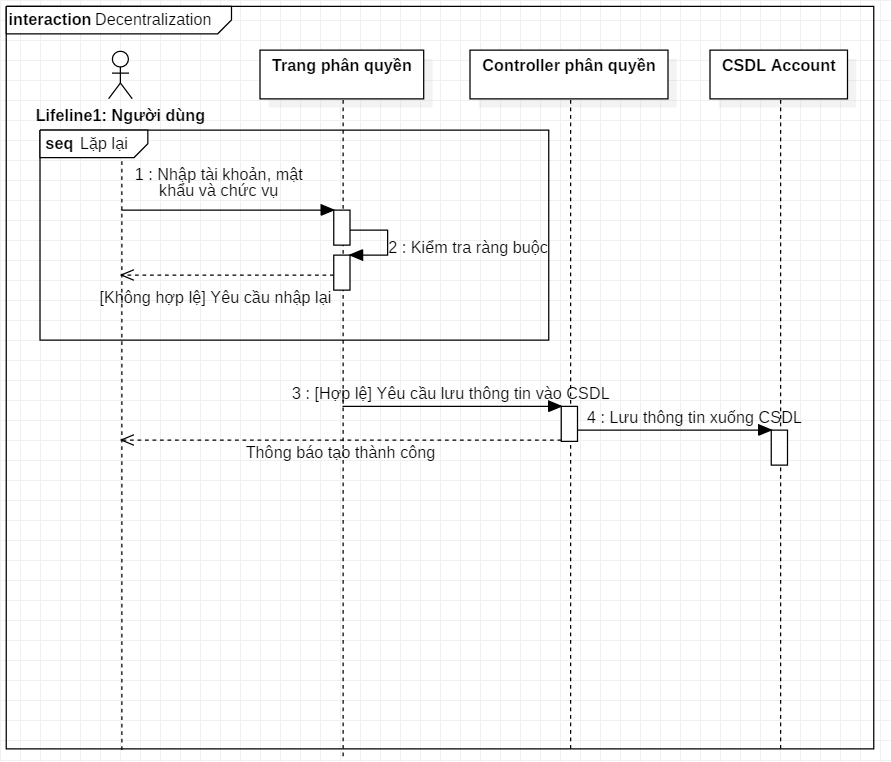 interaction Decentralization
Trang phân quyền
Controller phân quyền
CSDL Account
Lifeline1: Người dùng
seq Lặp lại
1 : Nhập tài khoản, mật
khẩu và chức vụ
2 : Kiểm tra ràng buộc
[Không hợp lệ] Yêu cầu nhập lại
3 : [Hợp lệ] Yêu cầu lưu thông tin vào CSDL
4 : Lưu thông tin xuống CSDL
Thông báo tạo thành công